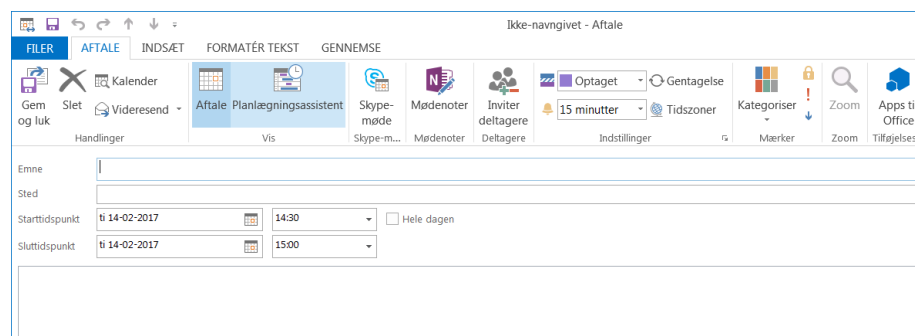 Ikke-navngivet - Aftale
FILER AFTALE INDSÆT FORMATÉR TEKST GENNEMSE
Gem og luk
Slet
Kalender
Videresend
Handlinger
Aftale
Planlægningsassistent
Vis
Skype-møde
Skype-m...
Mødenoter
Mødenoter
Inviter deltagere
Deltagere
Optaget
Gentagelse
15 minutter
Tidszoner
Indstillinger
Kategoriser
Mærker
Zoom
Zoom
Apps ti
Office
Tilføjelses
Emne
Sted
Starttidspunkt ti 14-02-2017 14:30 Hele dagen
Sluttidspunkt ti 14-02-2017 15:00